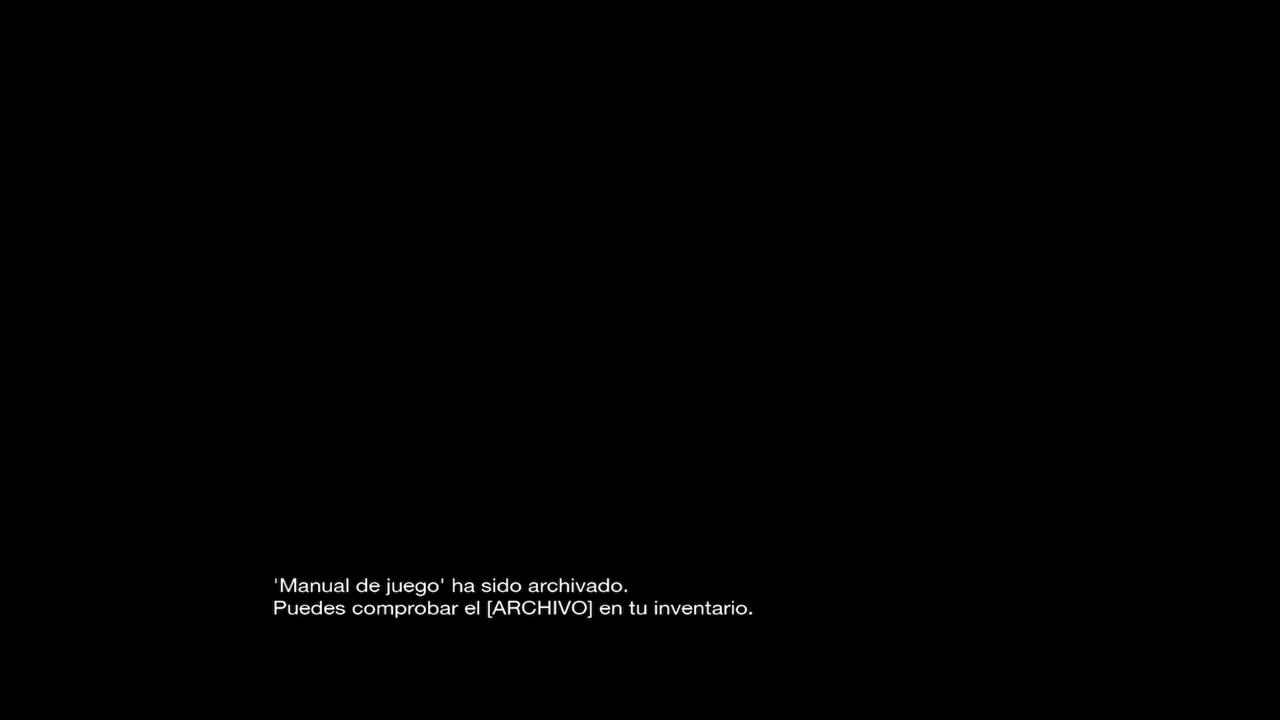 'Manual de juego' ha sido archivado.
Puedes comprobar el [ARCHIVO] en tu inventario.